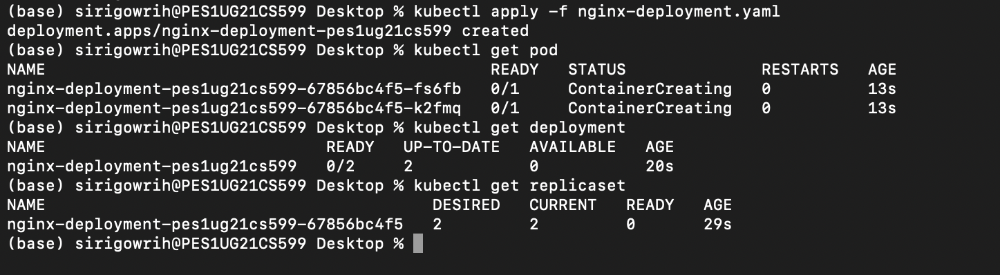 (base) sirigowrih@PES1UG21CS599 Desktop % kubectl apply -f nginx-deployment.yaml
deployment.apps/nginx-deployment-pes1ug21cs599 created
(base) sirigowrih@PES1UG21CS599 Desktop % kubectl get pod
NAME READY STATUS RESTARTS AGE
nginx-deployment-pes1ug21cs599-67856bc4f5-fs6fb 0/1 ContainerCreating 0 13s
nginx-deployment-pes1ug21cs599-67856bc4f5-k2fmq 0/1 ContainerCreating 0 13s
(base) sirigowrih@PES1UG21CS599 Desktop % kubectl get deployment
NAME READY UP-TO-DATE AVAILABLE AGE
nginx-deployment-pes1ug21cs599 0/2 2 0 20s
(base) sirigowrih@PES1UG21CS599 Desktop % kubectl get replicaset
NAME DESIRED CURRENT READY AGE
nginx-deployment-pes1ug21cs599-67856bc4f5 2 2 0 29s
(base) sirigowrih@PES1UG21CS599 Desktop %